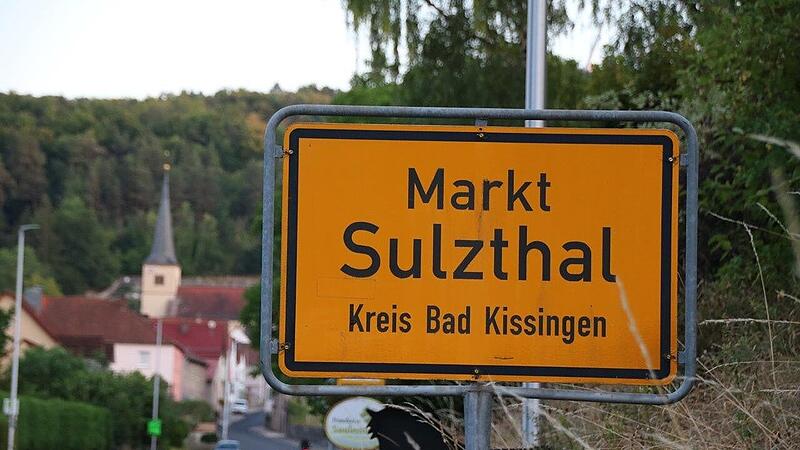 Markt
Sulzthal
Kreis Bad Kissingen